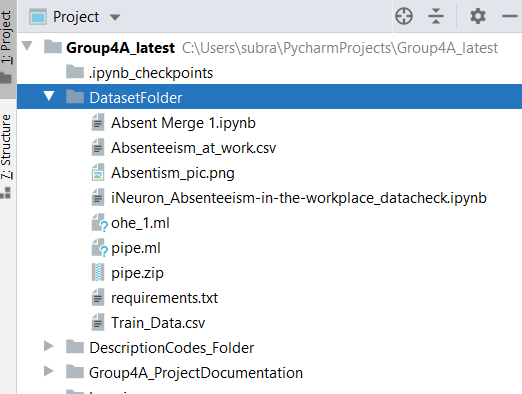 Project
1: Project
7: Structure
Group4A_latest C:\Users\subra\PycharmProjects\Group4A_latest
.ipynb_checkpoints
DatasetFolder
Absent Merge 1.ipynb
Absenteeism_at_work.csv
Absentism_pic.png
iNeuron_Absenteeism-in-the-workplace_datacheck.ipynb
ohe_1.ml
pipe.ml
pipe.zip
requirements.txt
Train_Data.csv
DescriptionCodes_Folder
Group4A_ProjectDocumentation